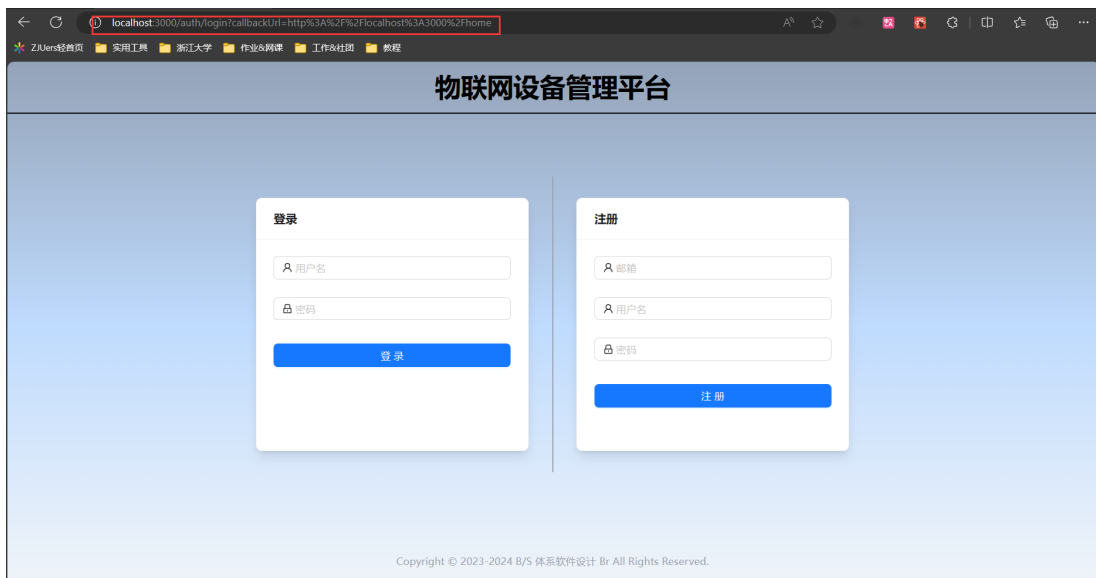 localhost:3000/auth/login?callbackUrl=http%3A%2F%2Flocalhost%3A3000%2Fhome
ZJUers轻首页 实用工具 浙江大学 作业&网课 工作&社团 教程
物联网设备管理平台
登录
用户名
密码
登 录
注册
邮箱
用户名
密码
注 册
Copyright © 2023-2024 B/S 体系软件设计 Br All Rights Reserved.